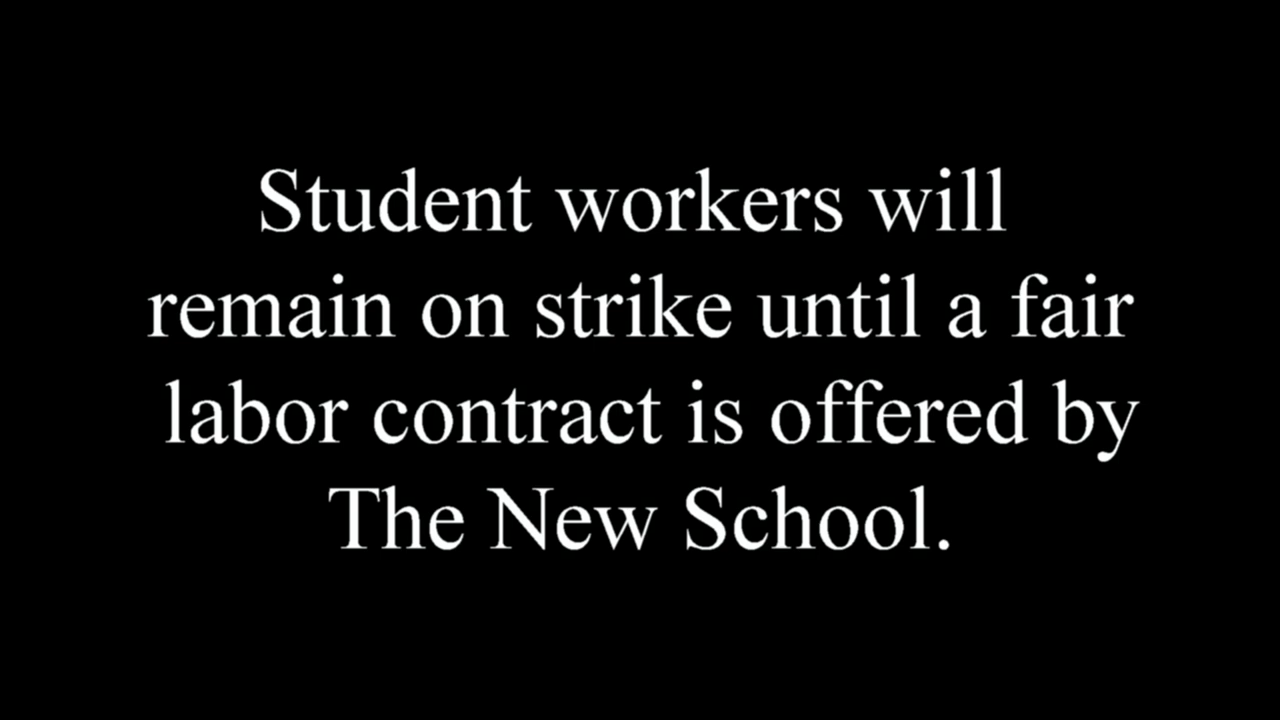 Student workers will
remain on strike until a fair
labor contract is offered by
The New School.